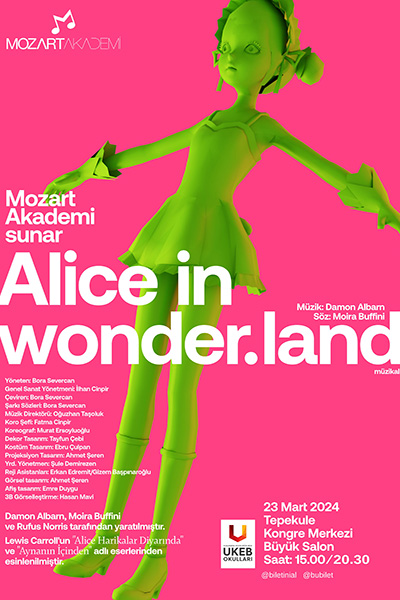 MOZARTAKADEMİ
Mozart
Akademi
sunar
Alice in
wonder.land
Müzik: Damon Albarn
Söz: Moira Buffini
müzikal
Yöneten: Bora Severcan
Genel Sanat Yönetmeni: İlhan Cinpir
Çeviren: Bora Severcan
Şarkı Sözleri: Bora Severcan
Müzik Direktörü: Oğuzhan Taşoluk
Koro Şefi: Fatma Cinpir
Koreograf: Murat Ersoyluoğlu
Dekor Tasarım: Tayfun Çebi
Kostüm Tasarım: Ebru Çulpan
Projeksiyon Tasarım: Ahmet Şeren
Yrd. Yönetmen: Şule Demirezen
Reji Asistanları: Erkan Edremit/Gizem Başpınaroğlu
Görsel tasarım: Ahmet Şeren
Afiş tasarım: Emre Duygu
3B Görselleştirme: Hasan Mavi
Damon Albarn, Moira Buffini
ve Rufus Norris tarafından yaratılmıştır.
Lewis Carroll'un "Alice Harikalar Diyarında"
ve "Aynanın İçinden" adlı eserlerinden
esinlenilmiştir.
UKEB
OKULLARI
23 Mart 2024
Tepekule
Kongre Merkezi
Büyük Salon
Saat: 15.00/20.30
@biletinial @bubilet